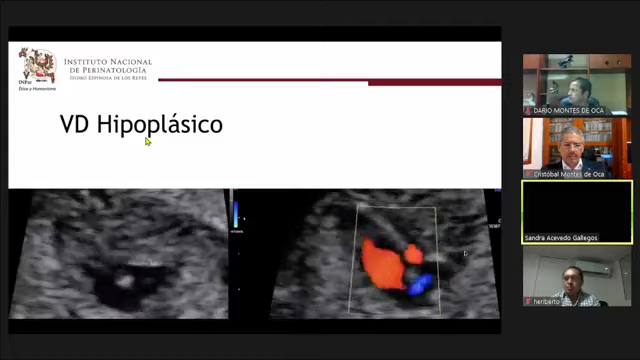 INSTITUTO NACIONAL
DE PERINATOLOGÍA
ISIDRO ESPINOSA DE LOS REYES
INPer
Ética y Humanismo
VD Hipoplásico
DARIO MONTES DE OCA
Cristóbal Montes de Oca
Sandra Acevedo Gallegos
heriberto